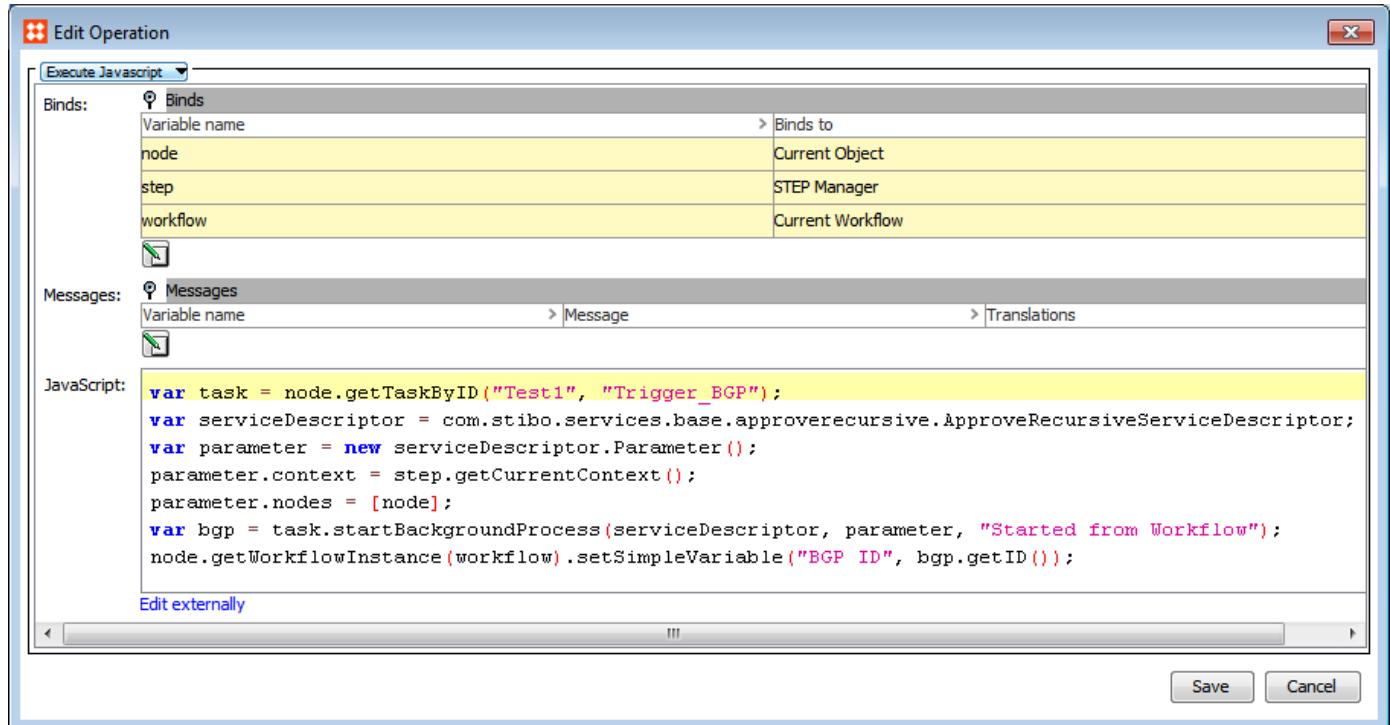 Edit Operation
Execute Javascript
Binds:
Binds
Variable name > Binds to
node Current Object
step STEP Manager
workflow Current Workflow
Messages:
Messages
Variable name > Message > Translations
JavaScript:
var task = node.getTaskByID("Test1", "Trigger_BGP");
var serviceDescriptor = com.stibo.services.base.approverecursive.ApproveRecursiveServiceDescriptor;
var parameter = new serviceDescriptor.Parameter();
parameter.context = step.getCurrentContext();
parameter.nodes = [node];
var bgp = task.startBackgroundProcess(serviceDescriptor, parameter, "Started from Workflow");
node.getWorkflowInstance(workflow).setSimpleVariable("BGP ID", bgp.getID());
Edit externally
Save Cancel